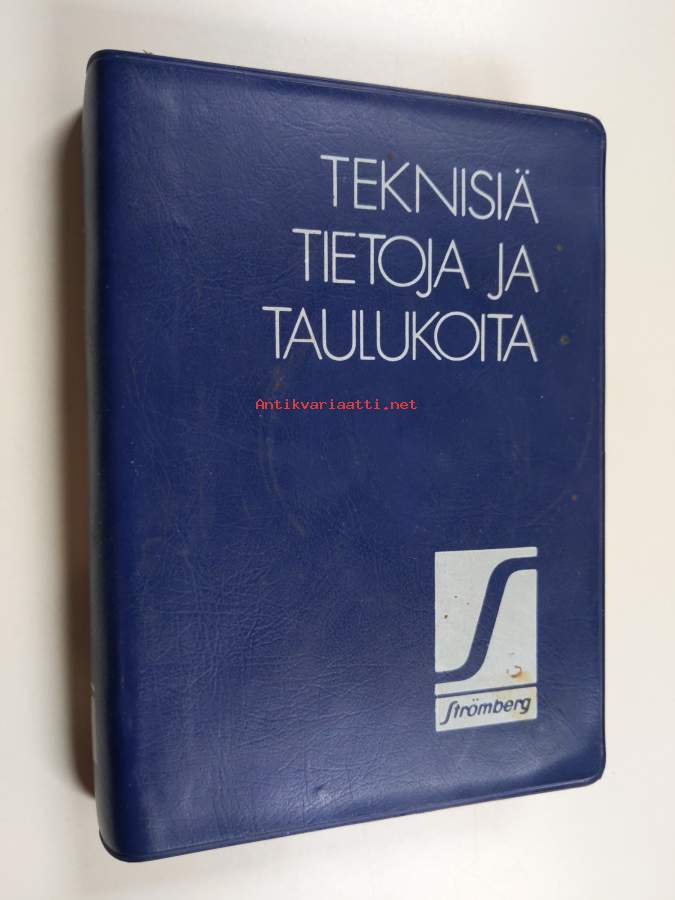 TEKNISIÄ
TIETOJA JA
TAULUKOITA
Antikvariaatti.net
Strömberg